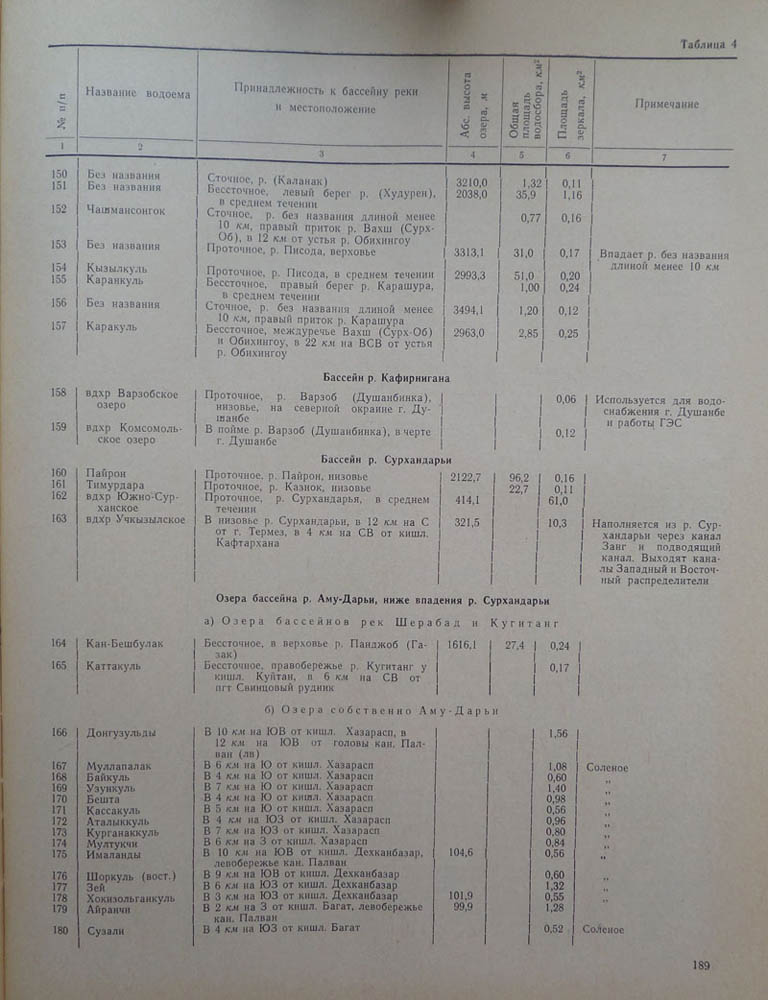 Таблица 4
№ п/п | Название водоема | Принадлежность к бассейну реки и местоположение | Абс. высота озера, м | Общая площадь водосбора, км² | Площадь зеркала, км² | Примечание
1 | 2 | 3 | 4 | 5 | 6 | 7
150 Без названия Сточное, р. (Каланак) 3210,0 1,32 0,11
151 Без названия Бессточное, левый берег р. (Худурен), 2038,0 35,9 1,16
в среднем течении
152 Чашмансонгок Сточное, р. без названия длиной менее 0,77 0,16
10 км, правый приток р. Вахш (Сурх-
Об), в 12 км от устья р. Обихингоу
153 Без названия Проточное, р. Писода, верховье 3313,1 31,0 0,17 Впадает р. без названия
длиной менее 10 км
154 Кызылкуль Проточное, р. Писода, в среднем течении 2993,3 51,0 0,20
155 Каранкуль Бессточное, правый берег р. Карашура, 1,00 0,24
в среднем течении
156 Без названия Сточное, р. без названия длиной менее 3494,1 1,20 0,12
10 км, правый приток р. Карашура
157 Каракуль Бессточное, междуречье Вахш (Сурх-Об) 2963,0 2,85 0,25
и Обихингоу, в 22 км на ВСВ от устья
р. Обихингоу
Бассейн р. Кафирнигана
158 вдхр Варзобское Проточное, р. Варзоб (Душанбинка), 0,06 Используется для водо-
озеро низовье, на северной окраине г. Ду- снабжения г. Душанбе
шанбе и работы ГЭС
159 вдхр Комсомоль- В пойме р. Варзоб (Душанбинка), в черте 0,12
ское озеро г. Душанбе
Бассейн р. Сурхандарьи
160 Пайрон Проточное, р. Пайрон, низовье 2122,7 96,2 0,16
161 Тимурдара Проточное, р. Казнок, низовье 22,7 0,11
162 вдхр Южно-Сур- Проточное, р. Сурхандарья, в среднем 414,1 61,0
ханское течении
163 вдхр Учкызылское В низовье р. Сурхандарьи, в 12 км на С 321,5 10,3 Наполняется из р. Сур-
от г. Термез, в 4 км на СВ от кишл. хандарьи через канал
Кафтархана Занг и подводящий
канал. Выходят кана-
лы Западный и Восточ-
ный распределители
Озера бассейна р. Аму-Дарьи, ниже впадения р. Сурхандарьи
а) Озера бассейнов рек Шерабад и Кугитанг
164 Кан-Бешбулак Бессточное, в верховье р. Панджоб (Га- 1616,1 27,4 0,24
зак)
165 Каттакуль Бессточное, правобережье р. Кугитанг у 0,17
кишл. Куйтан, в 6 км на СВ от
пгт Свинцовый рудник
б) Озера собственно Аму-Дарьи
166 Донгузульды В 10 км на ЮВ от кишл. Хазарасп, в 1,56
12 км на ЮВ от головы кан. Пал-
ван (лв)
167 Муллапалак В 6 км на Ю от кишл. Хазарасп 1,08 Соленое
168 Байкуль В 4 км на Ю от кишл. Хазарасп 0,60 „
169 Узункуль В 7 км на Ю от кишл. Хазарасп 1,40 „
170 Бешта В 4 км на Ю от кишл. Хазарасп 0,98 „
171 Кассакуль В 5 км на Ю от кишл. Хазарасп 0,56 „
172 Аталыккуль В 4 км на ЮЗ от кишл. Хазарасп 0,96 „
173 Курганаккуль В 7 км на ЮЗ от кишл. Хазарасп 0,80 „
174 Мултукчи В 6 км на З от кишл. Хазарасп 0,84 „
175 Ималанды В 10 км на ЮВ от кишл. Дехканбазар, 104,6 0,56 „
левобережье кан. Палван
176 Шоркуль (вост.) В 9 км на ЮВ от кишл. Дехканбазар 0,60 „
177 Зей В 6 км на ЮЗ от кишл. Дехканбазар 1,32 „
178 Хокизользанкуль В 3 км на ЮЗ от кишл. Дехканбазар 101,9 0,55 „
179 Айранчи В 2 км на З от кишл. Багат, левобережье 99,9 1,28
кан. Палван
180 Сузали В 4 км на ЮЗ от кишл. Багат 0,52 Соленое
189